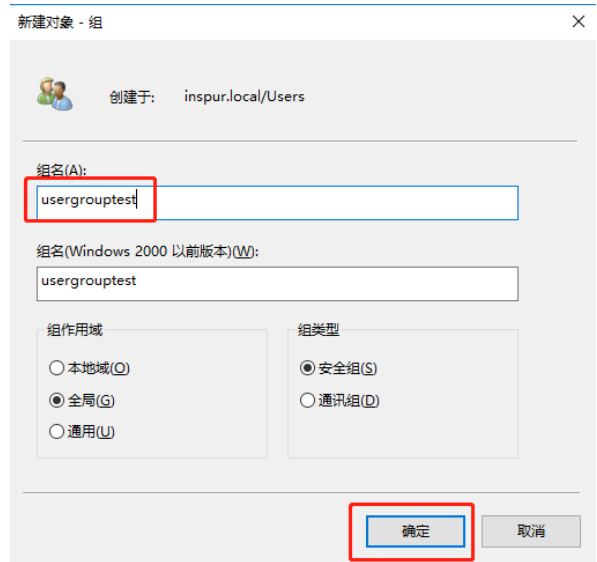 新建对象 - 组
创建于: inspur.local/Users
组名(A):
usergrouptest
组名(Windows 2000 以前版本)(W):
usergrouptest
组作用域
组类型
本地域(O)
安全组(S)
全局(G)
通讯组(D)
通用(U)
确定
取消